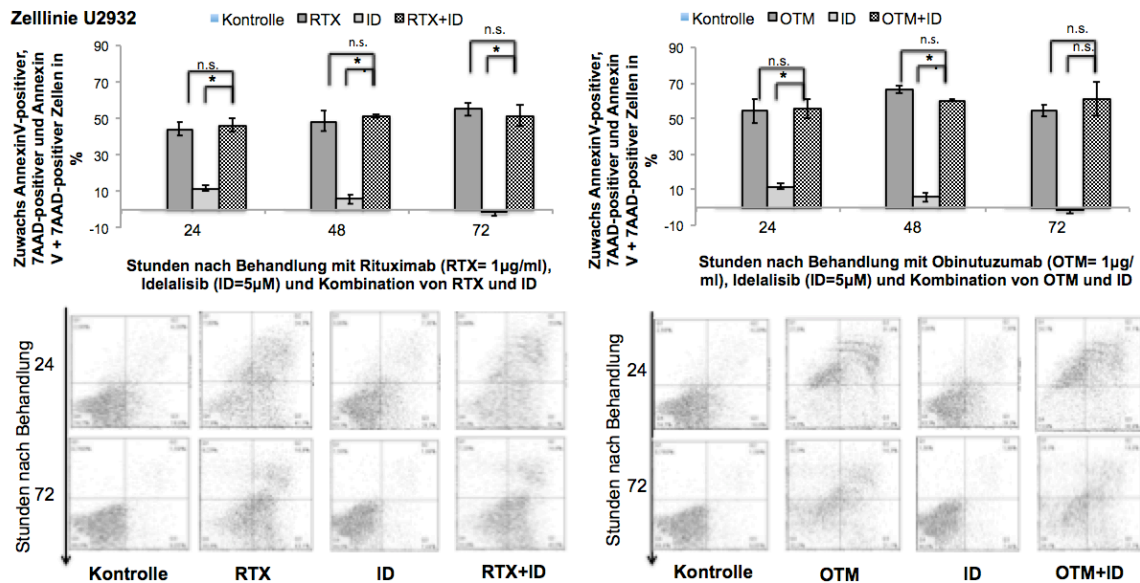 Zelllinie U2932
Kontrolle RTX ID RTX+ID
Zuwachs AnnexinV-positiver,
7AAD-positiver und Annexin
V + 7AAD-positiver Zellen in
%
90
70
50
30
10
-10
n.s.
*
n.s.
*
n.s.
*
24 48 72
Stunden nach Behandlung mit Rituximab (RTX= 1µg/ml),
Idelalisib (ID=5µM) und Kombination von RTX und ID
Kontrolle OTM ID OTM+ID
Zuwachs AnnexinV-positiver,
7AAD-positiver und Annexin
V + 7AAD-positiver Zellen in
%
90
70
50
30
10
-10
n.s.
*
n.s.
*
n.s.
n.s.
24 48 72
Stunden nach Behandlung mit Obinutuzumab (OTM= 1µg/
ml), Idelalisib (ID=5µM) und Kombination von OTM und ID
Stunden nach Behandlung
24
72
Kontrolle RTX ID RTX+ID
Stunden nach Behandlung
24
72
Kontrolle OTM ID OTM+ID